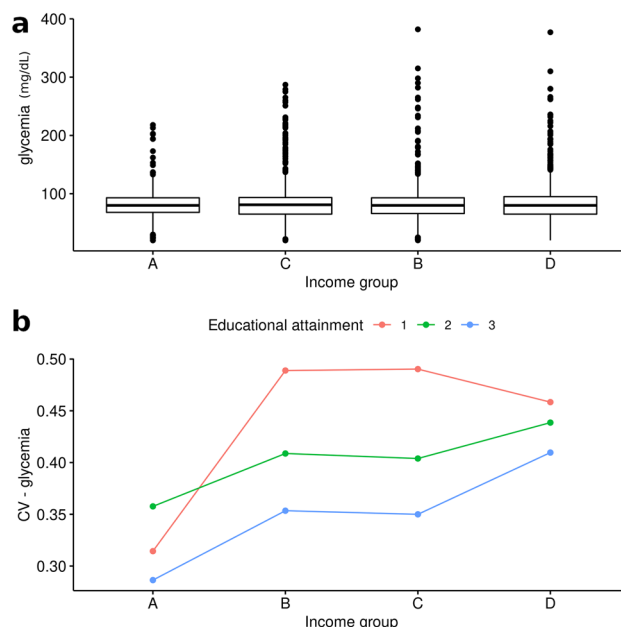 a
400
300
200
100
glycemia (mg/dL)
A C B D
Income group
b
Educational attainment 1 2 3
0.50
0.45
0.40
0.35
0.30
CV - glycemia
A B C D
Income group